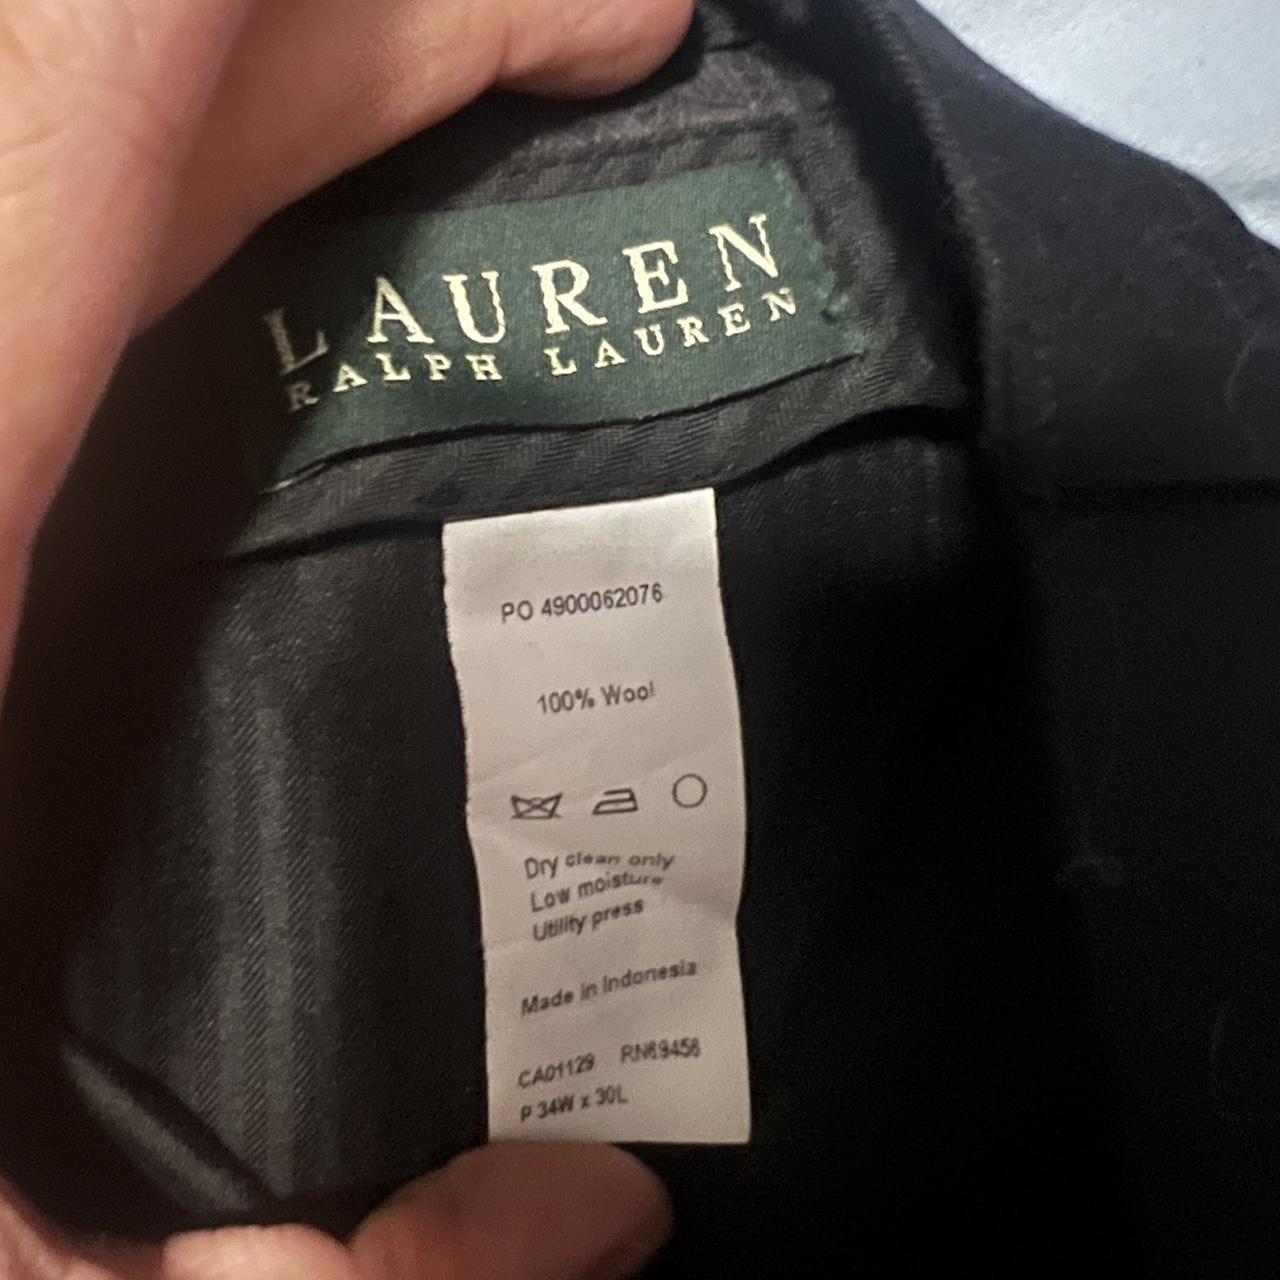 LAUREN
RALPH LAUREN
PO 4900062076
100% Wool
Dry clean only
Low moisture
Utility press
Made in Indonesia
CA01129 RN69456
P 34W x 30L